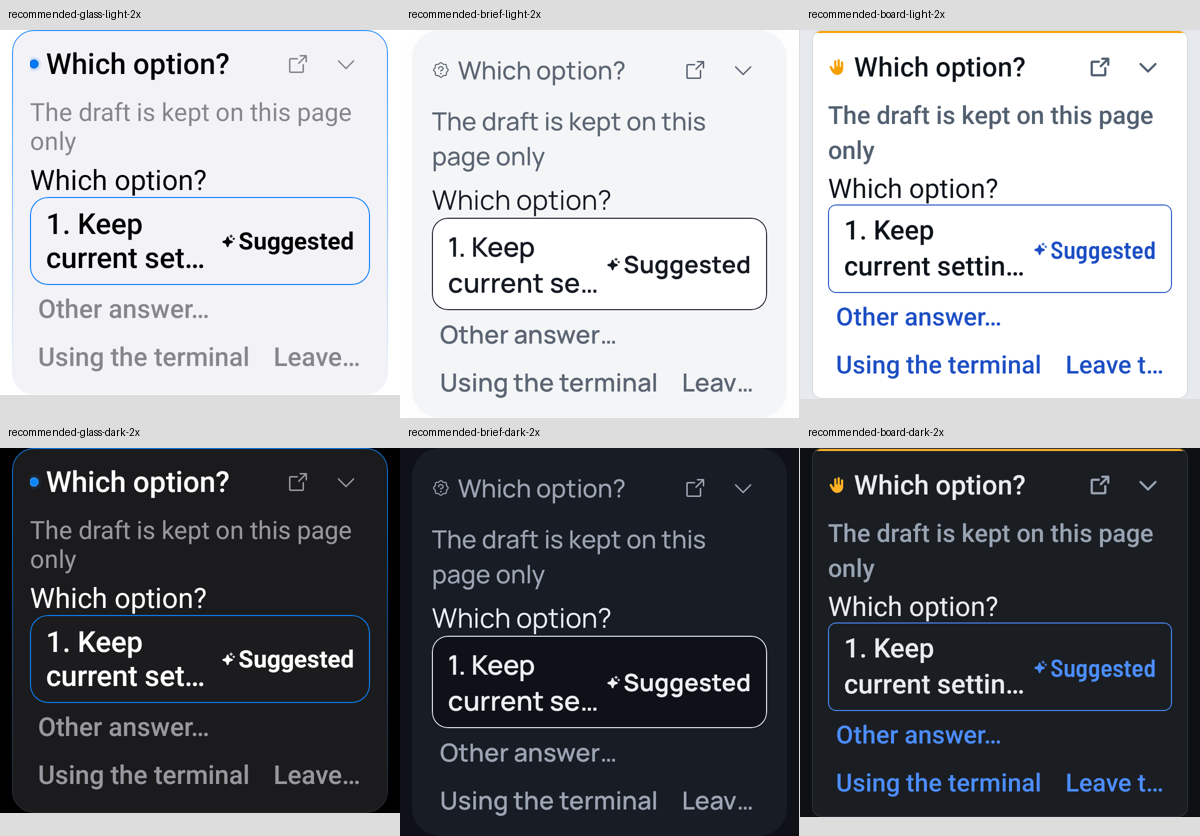 recommended-glass-light-2x
Which option?
The draft is kept on this page
only
Which option?
1. Keep
current set...
Suggested
Other answer...
Using the terminal Leave...
recommended-brief-light-2x
Which option?
The draft is kept on this
page only
Which option?
1. Keep
current se...
Suggested
Other answer...
Using the terminal Leav...
recommended-board-light-2x
Which option?
The draft is kept on this page
only
Which option?
1. Keep
current settin...
Suggested
Other answer...
Using the terminal Leave t...
recommended-glass-dark-2x
Which option?
The draft is kept on this page
only
Which option?
1. Keep
current set...
Suggested
Other answer...
Using the terminal Leave...
recommended-brief-dark-2x
Which option?
The draft is kept on this
page only
Which option?
1. Keep
current se...
Suggested
Other answer...
Using the terminal Leav...
recommended-board-dark-2x
Which option?
The draft is kept on this page
only
Which option?
1. Keep
current settin...
Suggested
Other answer...
Using the terminal Leave t...